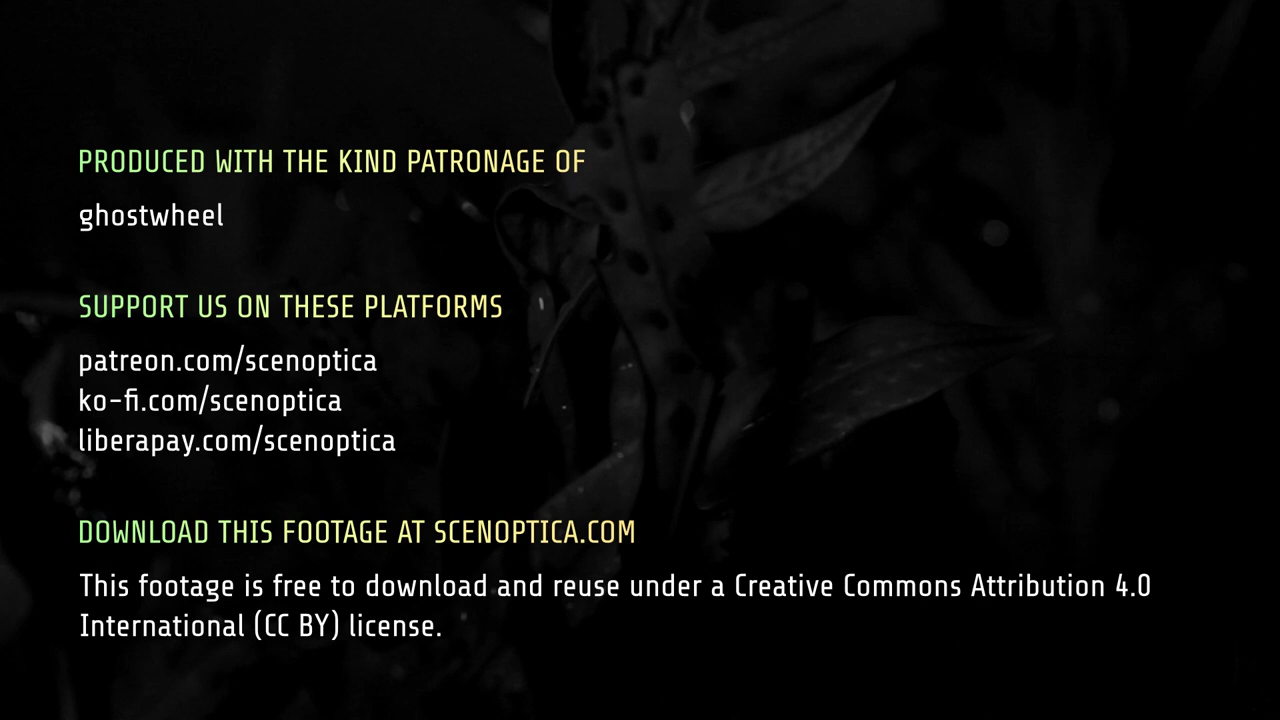 PRODUCED WITH THE KIND PATRONAGE OF
ghostwheel
SUPPORT US ON THESE PLATFORMS
patreon.com/scenoptica
ko-fi.com/scenoptica
liberapay.com/scenoptica
DOWNLOAD THIS FOOTAGE AT SCENOPTICA.COM
This footage is free to download and reuse under a Creative Commons Attribution 4.0
International (CC BY) license.